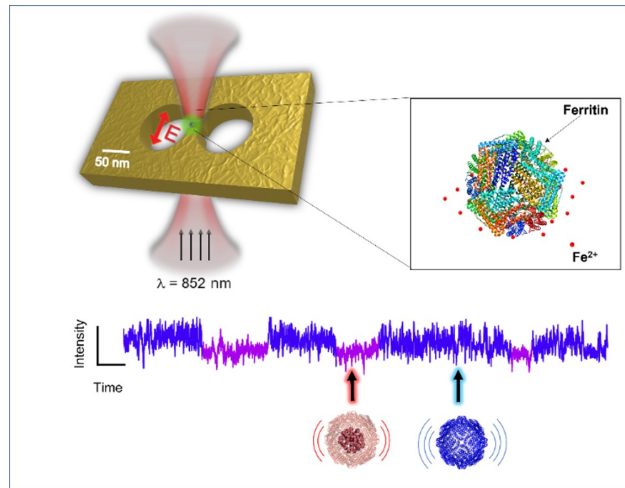 E
50 nm
λ = 852 nm
Ferritin
Fe²⁺
Intensity
Time